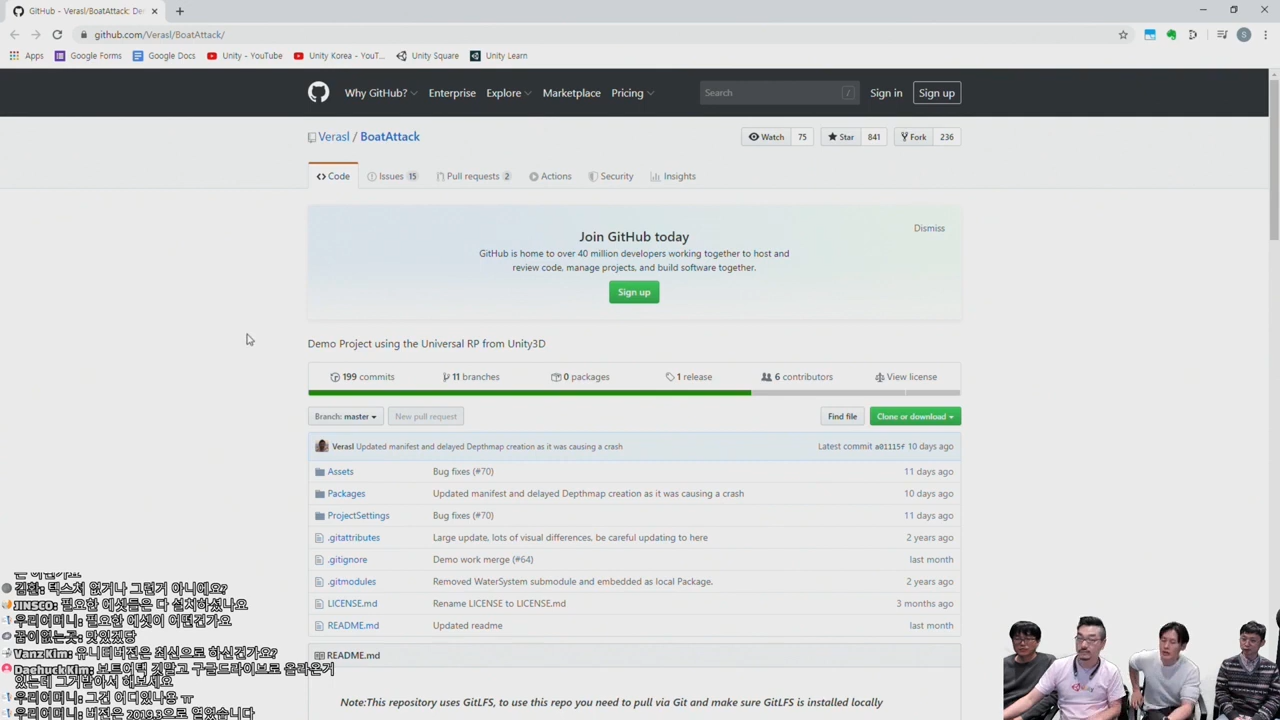 GitHub - Verasl/BoatAttack: De
github.com/Verasl/BoatAttack/
S
Apps Google Forms Google Docs Unity - YouTube Unity Korea - YouT... Unity Square Unity Learn
Why GitHub? Enterprise Explore Marketplace Pricing Search / Sign in Sign up
Verasl / BoatAttack Watch 75 Star 841 Fork 236
Code Issues 15 Pull requests 2 Actions Security Insights
Join GitHub today Dismiss
GitHub is home to over 40 million developers working together to host and
review code, manage projects, and build software together.
Sign up
Demo Project using the Universal RP from Unity3D
199 commits 11 branches 0 packages 1 release 6 contributors View license
Branch: master New pull request Find file Clone or download
Verasl Updated manifest and delayed Depthmap creation as it was causing a crash Latest commit a01115f 10 days ago
Assets Bug fixes (#70) 11 days ago
Packages Updated manifest and delayed Depthmap creation as it was causing a crash 10 days ago
ProjectSettings Bug fixes (#70) 11 days ago
.gitattributes Large update, lots of visual differences, be careful updating to here 2 years ago
.gitignore Demo work merge (#64) last month
.gitmodules Removed WaterSystem submodule and embedded as local Package. 2 years ago
LICENSE.md Rename LICENSE to LICENSE.md 3 months ago
README.md Updated readme last month
README.md
Note:This repository uses GitLFS, to use this repo you need to pull via Git and make sure GitLFS is installed locally
김환: 텍스처 없거나 그런거 아니에요?
JINSCO: 필요한 에셋들은 다 설치하셨나요
우리이머니: 필요한 에셋이 어떤건가요
꿈이없는곳: 맛있겠당
Vanz Kim: 유니티버전은 최신으로 하신건가요?
Daehuck Kim: 보트어택 깃말고 구글드라이브로 올라온거
있는데 그거받아서 해보세요
우리이머니: 그건 어디있나용 ㅠ
우리이머니: 버전은 2019.3으로 열었습니다